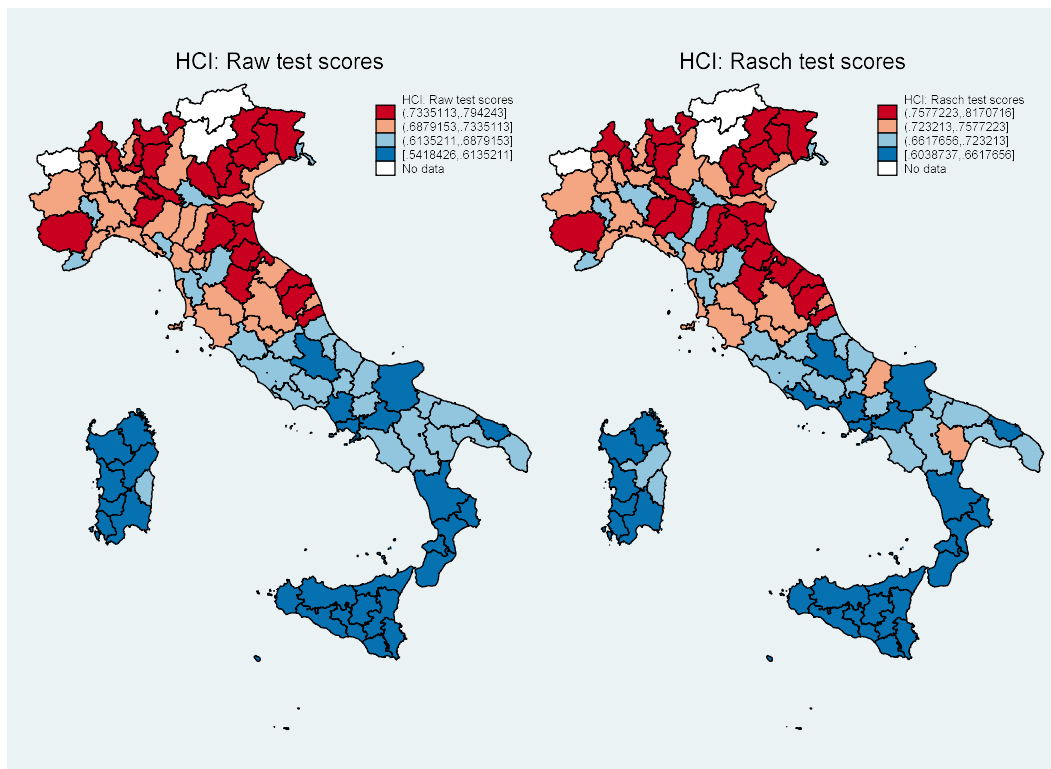 HCI: Raw test scores
HCI: Raw test scores
(.7335113,.794243]
(.6879153,.7335113]
(.6135211,.6879153]
[.5418426,.6135211]
No data
HCI: Rasch test scores
HCI: Rasch test scores
(.7577223,.8170716]
(.723213,.7577223]
(.6617656,.723213]
[.6038737,.6617656]
No data